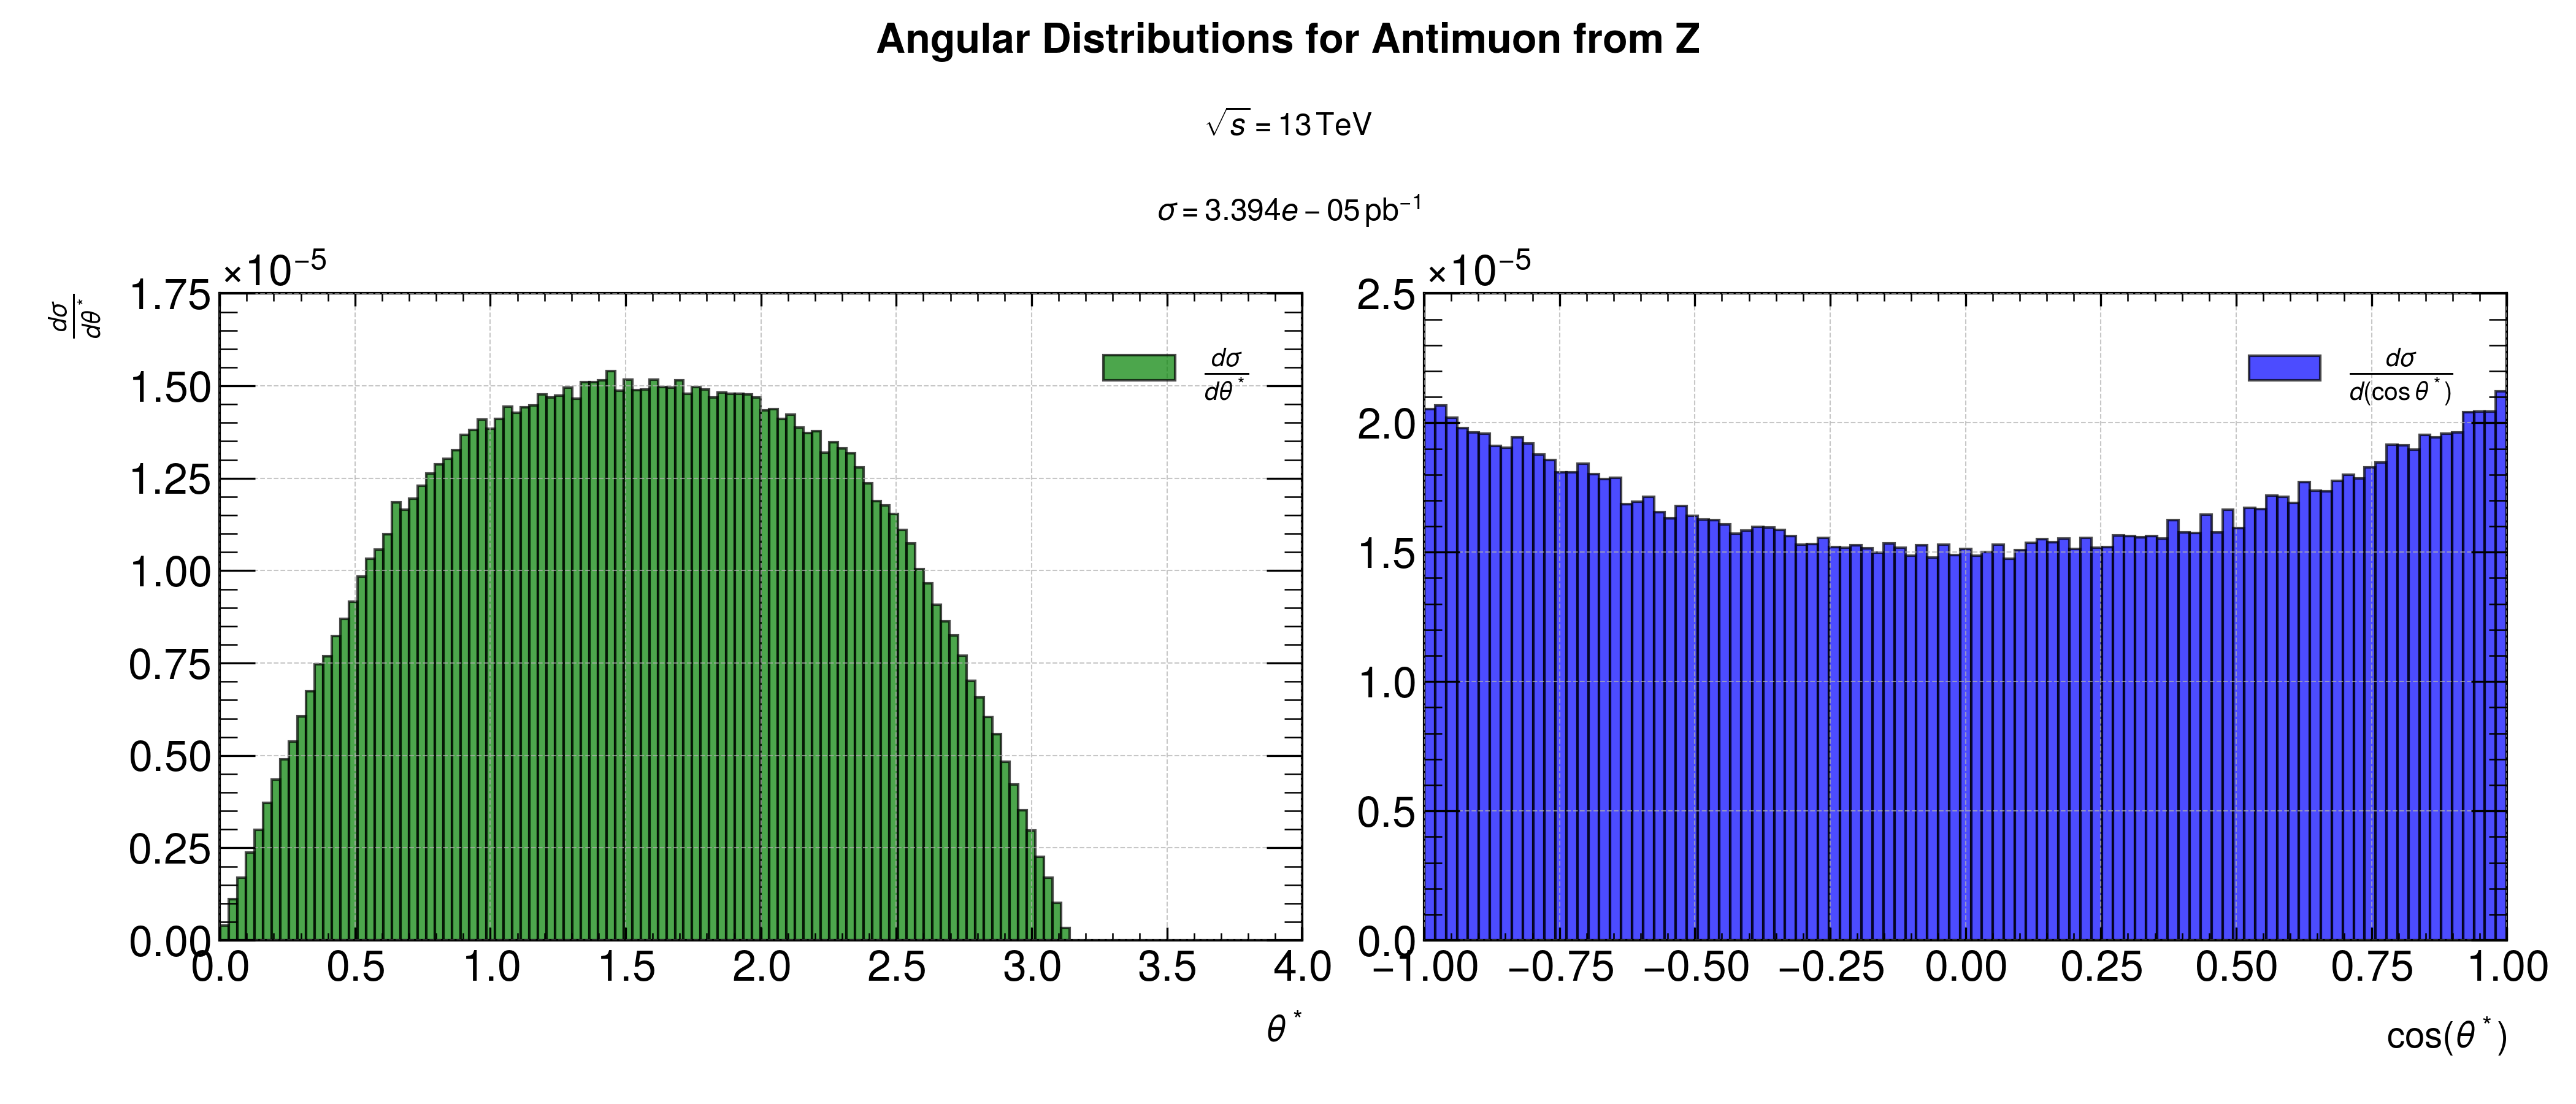 Angular Distributions for Antimuon from Z
√s = 13 TeV
σ = 3.394e − 05 pb⁻¹
×10⁻⁵
dσ/dθ*
1.75
1.50
1.25
1.00
0.75
0.50
0.25
0.00
dσ/dθ*
0.0 0.5 1.0 1.5 2.0 2.5 3.0 3.5 4.0
θ*
×10⁻⁵
2.5
2.0
1.5
1.0
0.5
0.0
dσ/d(cos θ*)
−1.00 −0.75 −0.50 −0.25 0.00 0.25 0.50 0.75 1.00
cos(θ*)